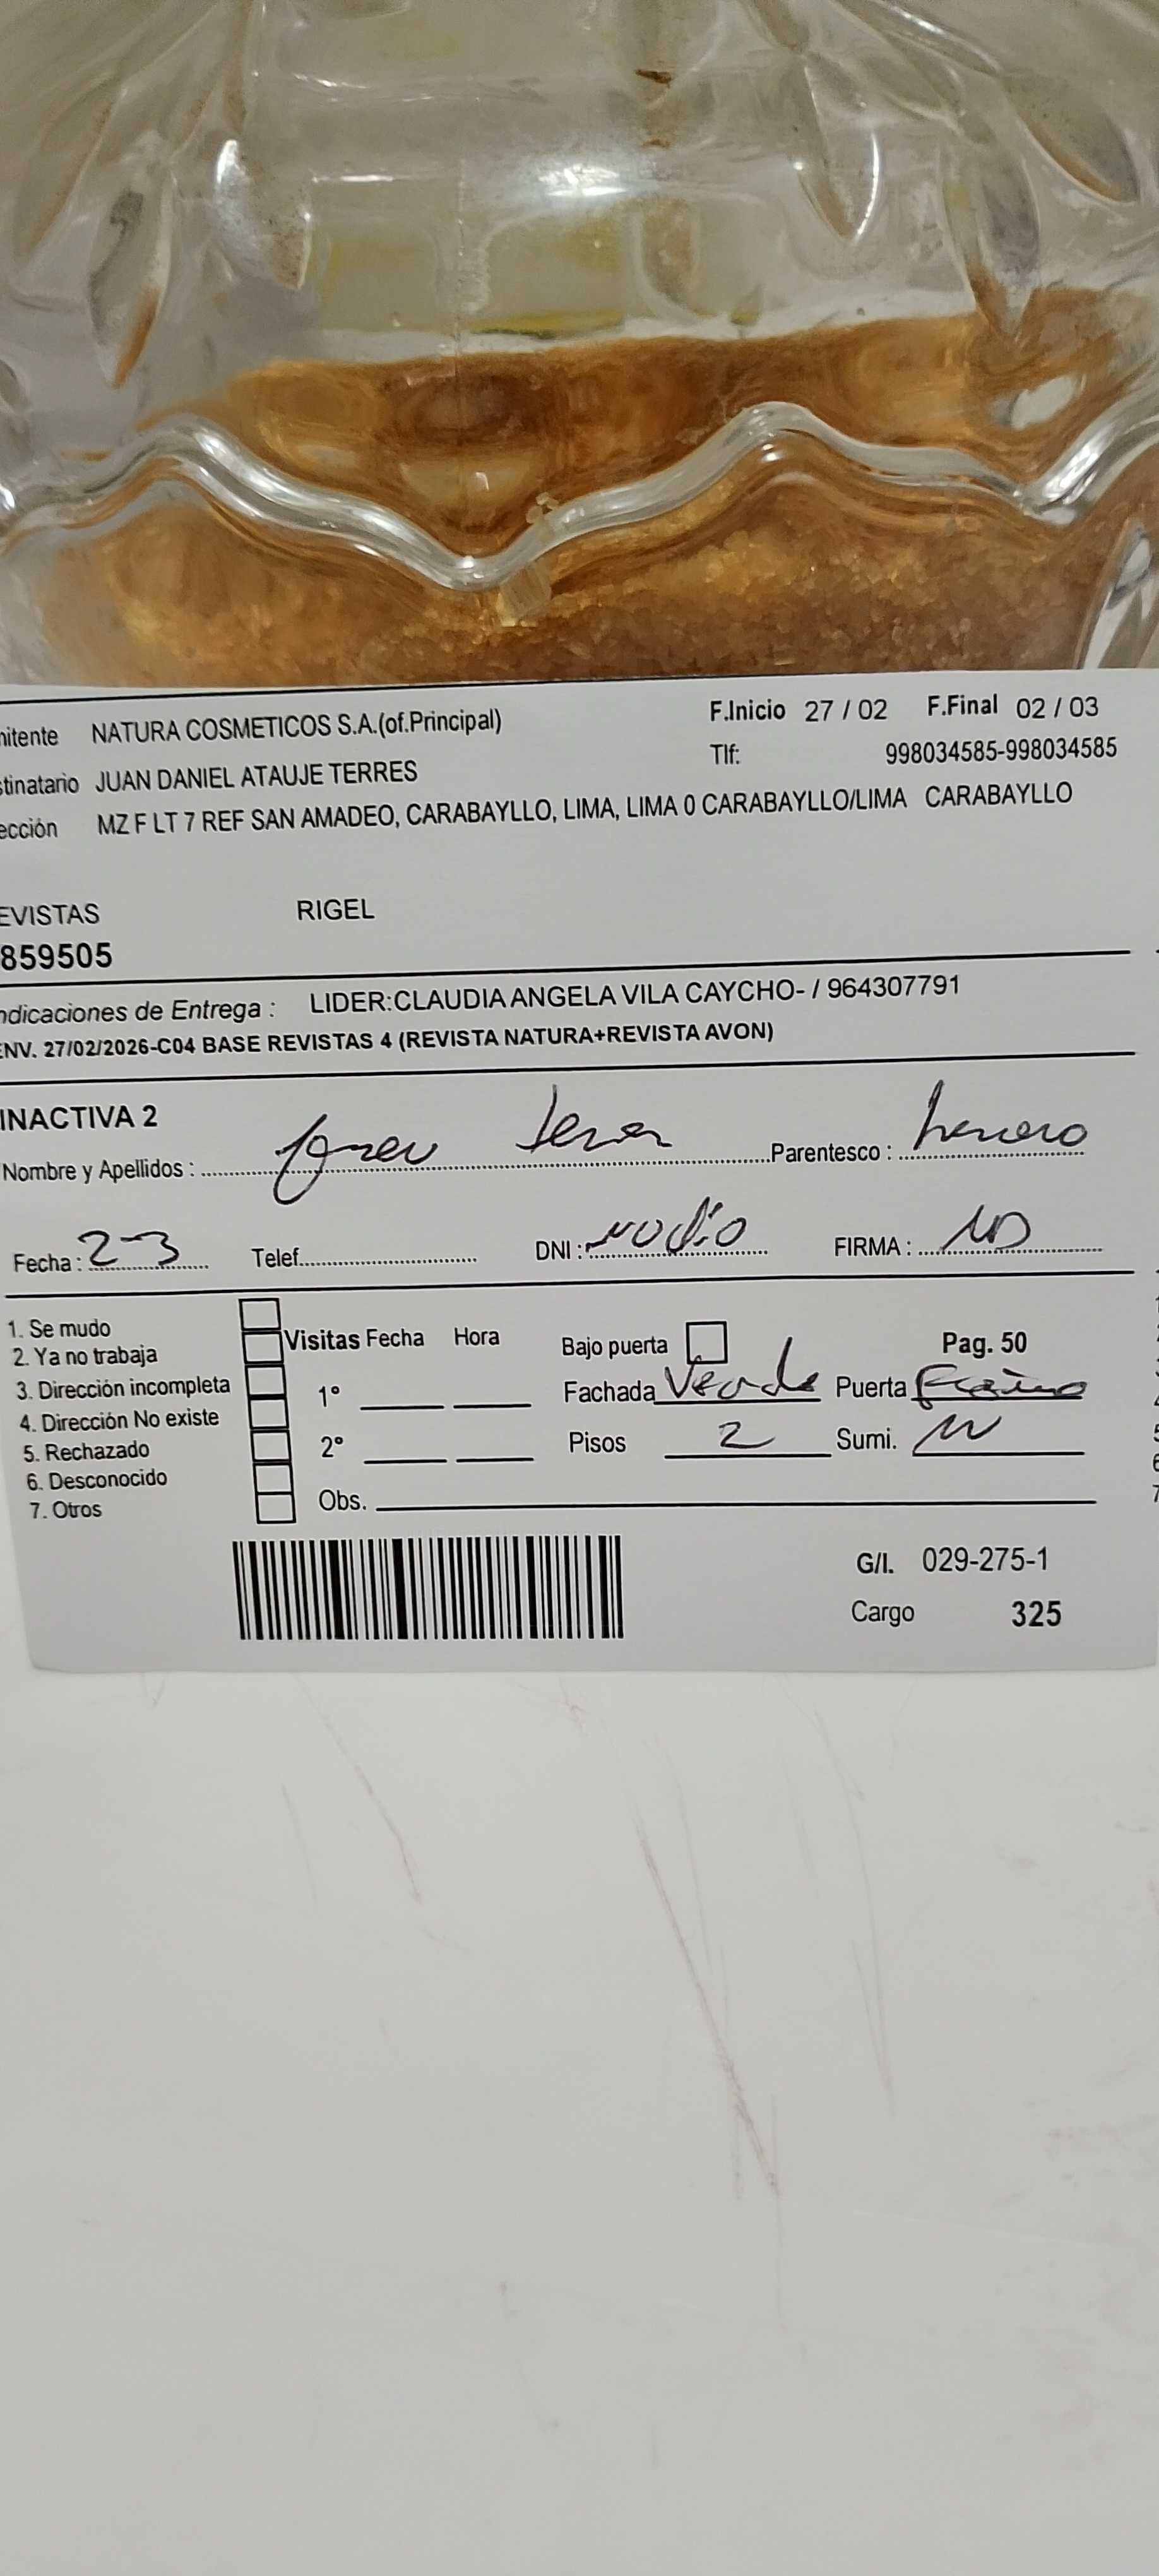 mitente NATURA COSMETICOS S.A.(of.Principal) F.Inicio 27 / 02 F.Final 02 / 03
Tlf: 998034585-998034585
stinatario JUAN DANIEL ATAUJE TERRES
ección MZ F LT 7 REF SAN AMADEO, CARABAYLLO, LIMA, LIMA 0 CARABAYLLO/LIMA CARABAYLLO
EVISTAS RIGEL
859505
ndicaciones de Entrega : LIDER:CLAUDIA ANGELA VILA CAYCHO- / 964307791
ENV. 27/02/2026-C04 BASE REVISTAS 4 (REVISTA NATURA+REVISTA AVON)
INACTIVA 2
Nombre y Apellidos : Parentesco :
Fecha : 2-3 Telef. DNI : FIRMA :
1. Se mudo
2. Ya no trabaja
3. Dirección incompleta
4. Dirección No existe
5. Rechazado
6. Desconocido
7. Otros
Visitas Fecha Hora
1°
2°
Obs.
Bajo puerta Pag. 50
Fachada Verde Puerta
Pisos 2 Sumi.
G/I. 029-275-1
Cargo 325